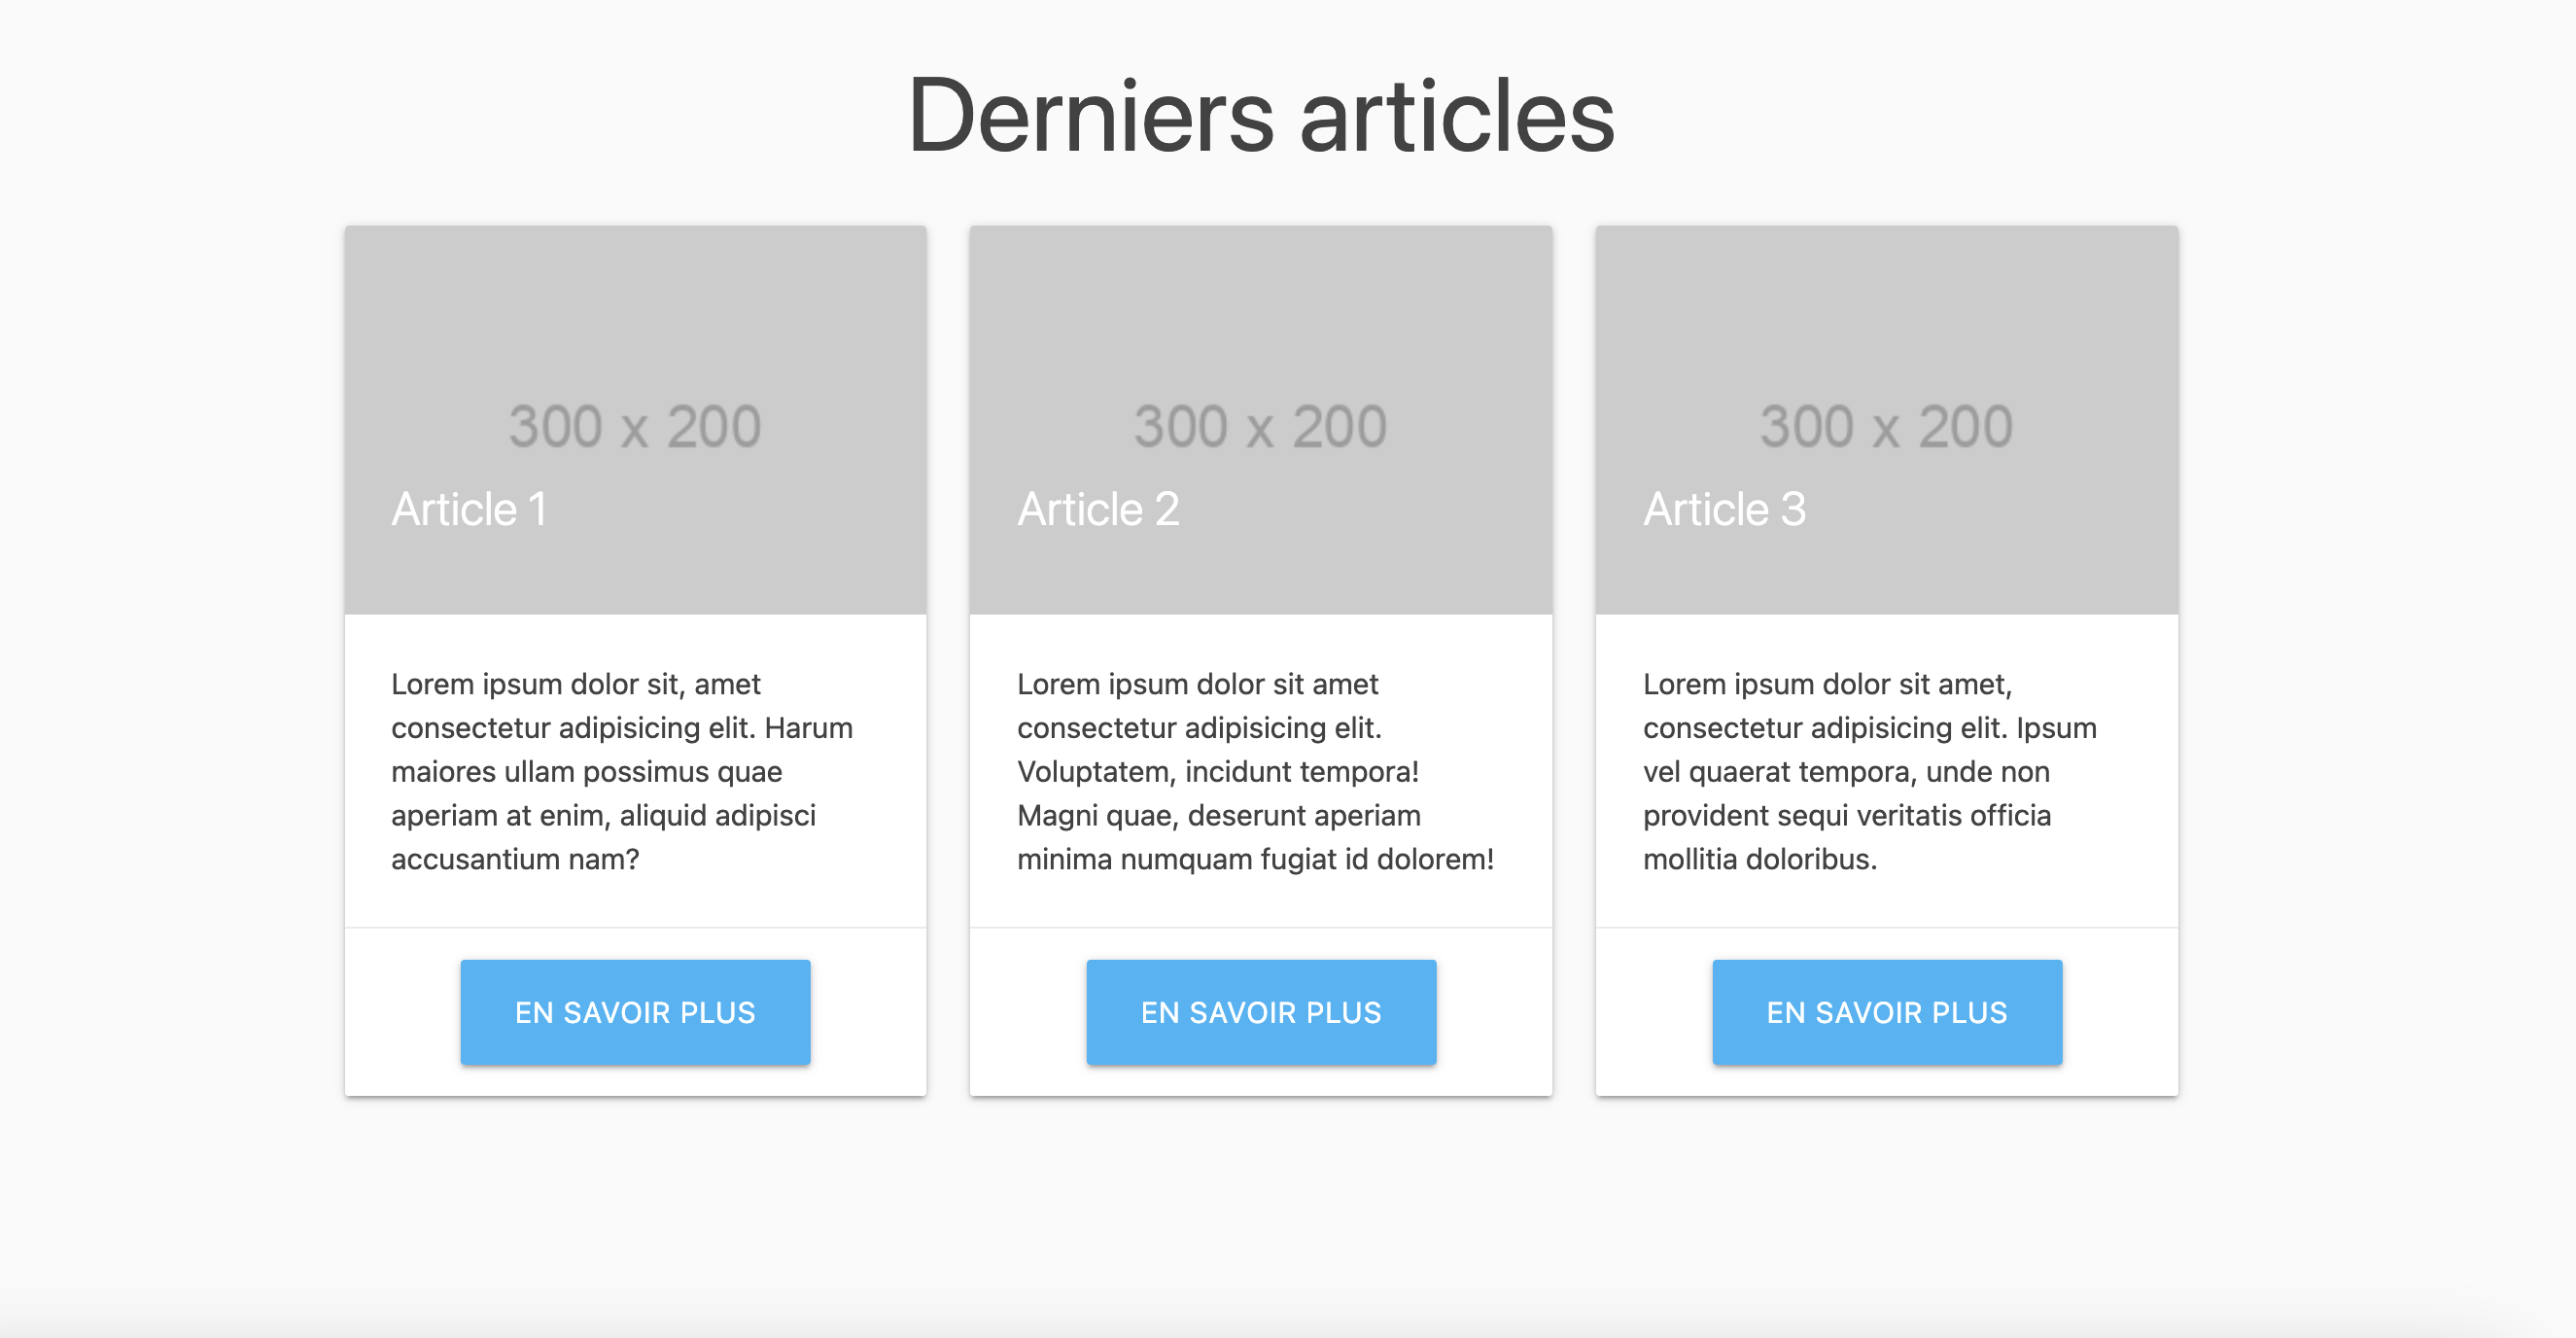 Derniers articles
300 x 200
Article 1
Lorem ipsum dolor sit, amet
consectetur adipisicing elit. Harum
maiores ullam possimus quae
aperiam at enim, aliquid adipisci
accusantium nam?
EN SAVOIR PLUS
300 x 200
Article 2
Lorem ipsum dolor sit amet
consectetur adipisicing elit.
Voluptatem, incidunt tempora!
Magni quae, deserunt aperiam
minima numquam fugiat id dolorem!
EN SAVOIR PLUS
300 x 200
Article 3
Lorem ipsum dolor sit amet,
consectetur adipisicing elit. Ipsum
vel quaerat tempora, unde non
provident sequi veritatis officia
mollitia doloribus.
EN SAVOIR PLUS